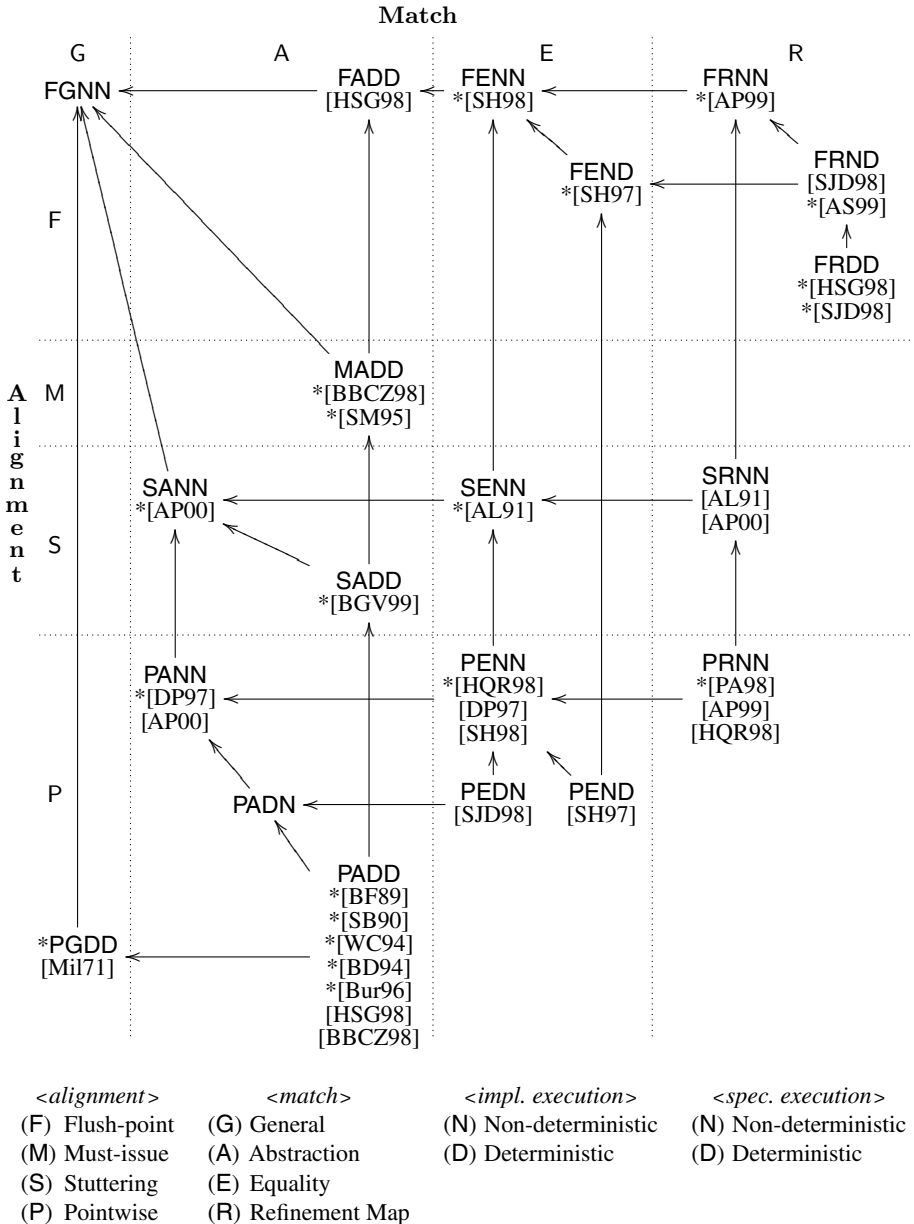 Match
G A E R
FGNN
FADD
[HSG98]
FENN
*[SH98]
FRNN
*[AP99]
FEND
*[SH97]
FRND
[SJD98]
*[AS99]
F
FRDD
*[HSG98]
*[SJD98]
Alignment
M
MADD
*[BBCZ98]
*[SM95]
SANN
*[AP00]
SENN
*[AL91]
SRNN
[AL91]
[AP00]
S
SADD
*[BGV99]
PANN
*[DP97]
[AP00]
PENN
*[HQR98]
[DP97]
[SH98]
PRNN
*[PA98]
[AP99]
[HQR98]
P
PADN
PEDN
[SJD98]
PEND
[SH97]
PADD
*[BF89]
*[SB90]
*[WC94]
*[BD94]
*[Bur96]
[HSG98]
[BBCZ98]
*PGDD
[Mil71]
<alignment> <match> <impl. execution> <spec. execution>
(F) Flush-point (G) General (N) Non-deterministic (N) Non-deterministic
(M) Must-issue (A) Abstraction (D) Deterministic (D) Deterministic
(S) Stuttering (E) Equality
(P) Pointwise (R) Refinement Map